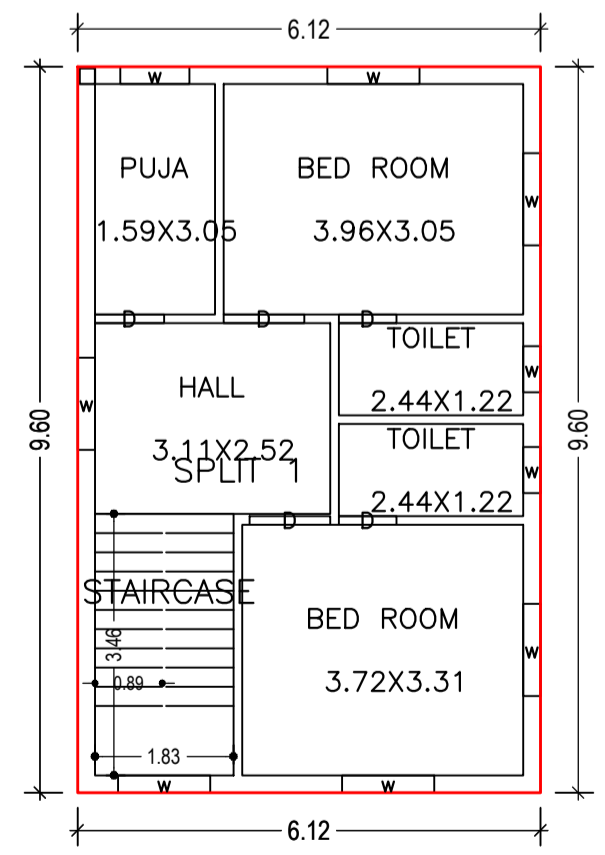 6.12
W W
PUJA BED ROOM
W
1.59X3.05 3.96X3.05
D D D
TOILET
W
HALL
2.44X1.22
W
9.60 9.60
TOILET
3.11X2.52
SPLIT 1
W
2.44X1.22
D D
STAIRCASE
BED ROOM
3.46
W
0.89
3.72X3.31
1.83
W W
6.12